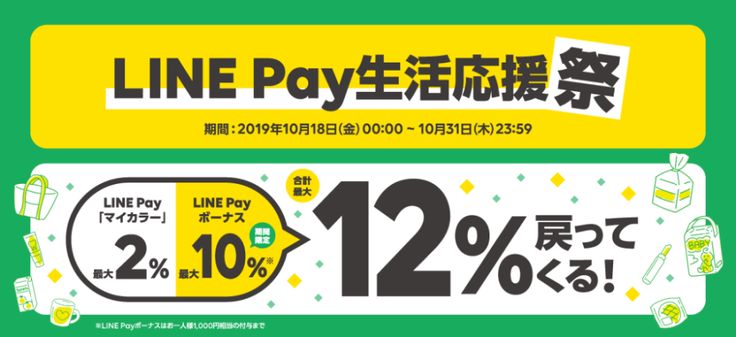 LINE Pay生活応援祭
期間：2019年10月18日(金) 00:00 ~ 10月31日(木) 23:59
LINE Pay
「マイカラー」
最大2%
LINE Pay
ボーナス
期間
限定
最大10%※
合計
最大
12%
戻って
くる！
BABY
※LINE Payボーナスはお一人様1,000円相当の付与まで